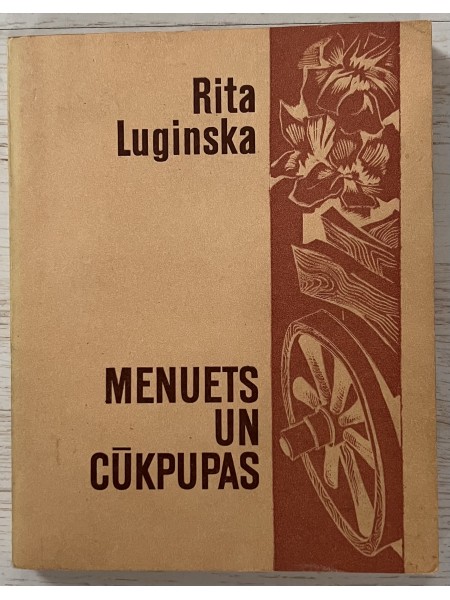 Rita
Luginska
MENUETS
UN
CŪKPUPAS